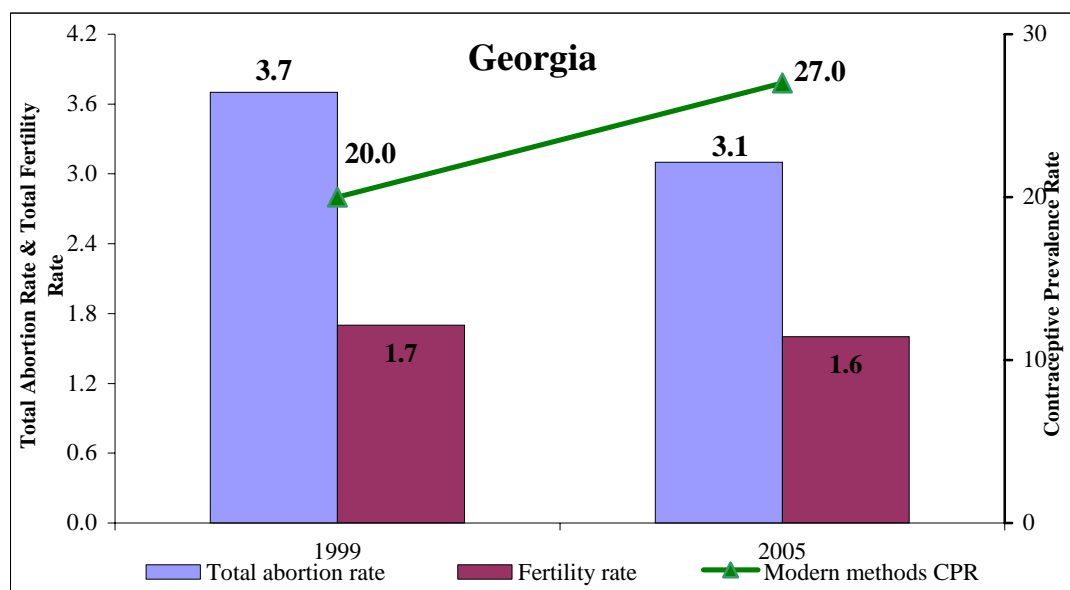 Georgia
4.2
3.6
3.0
2.4
1.8
1.2
0.6
0.0
Total Abortion Rate & Total Fertility
Rate
3.7
20.0
1.7
3.1
27.0
1.6
30
20
10
0
Contraceptive Prevalence Rate
1999
2005
Total abortion rate
Fertility rate
Modern methods CPR